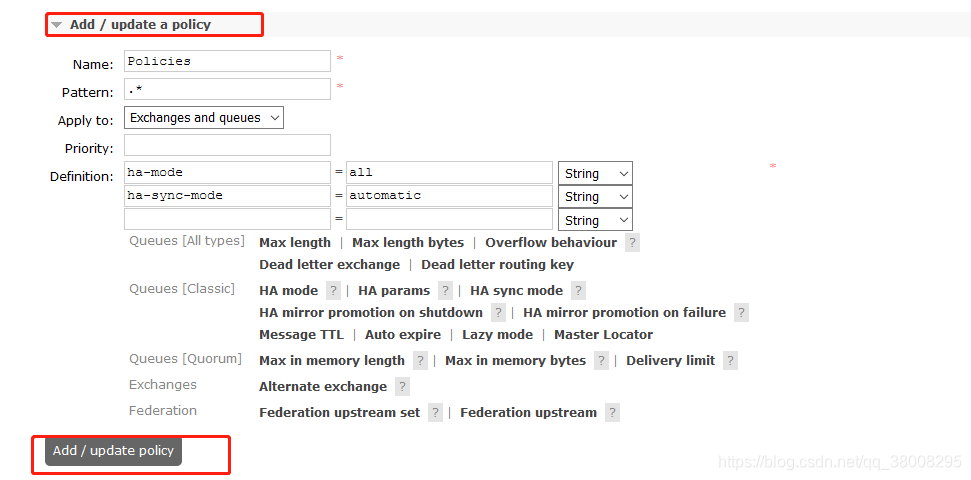 Add / update a policy
Name: Policies *
Pattern: .* *
Apply to: Exchanges and queues
Priority:
Definition: ha-mode = all String *
ha-sync-mode = automatic String
= String
Queues [All types] Max length | Max length bytes | Overflow behaviour ?
Dead letter exchange | Dead letter routing key
Queues [Classic] HA mode ? | HA params ? | HA sync mode ?
HA mirror promotion on shutdown ? | HA mirror promotion on failure ?
Message TTL | Auto expire | Lazy mode | Master Locator
Queues [Quorum] Max in memory length ? | Max in memory bytes ? | Delivery limit ?
Exchanges Alternate exchange ?
Federation Federation upstream set ? | Federation upstream ?
Add / update policy
https://blog.csdn.net/qq_38008295